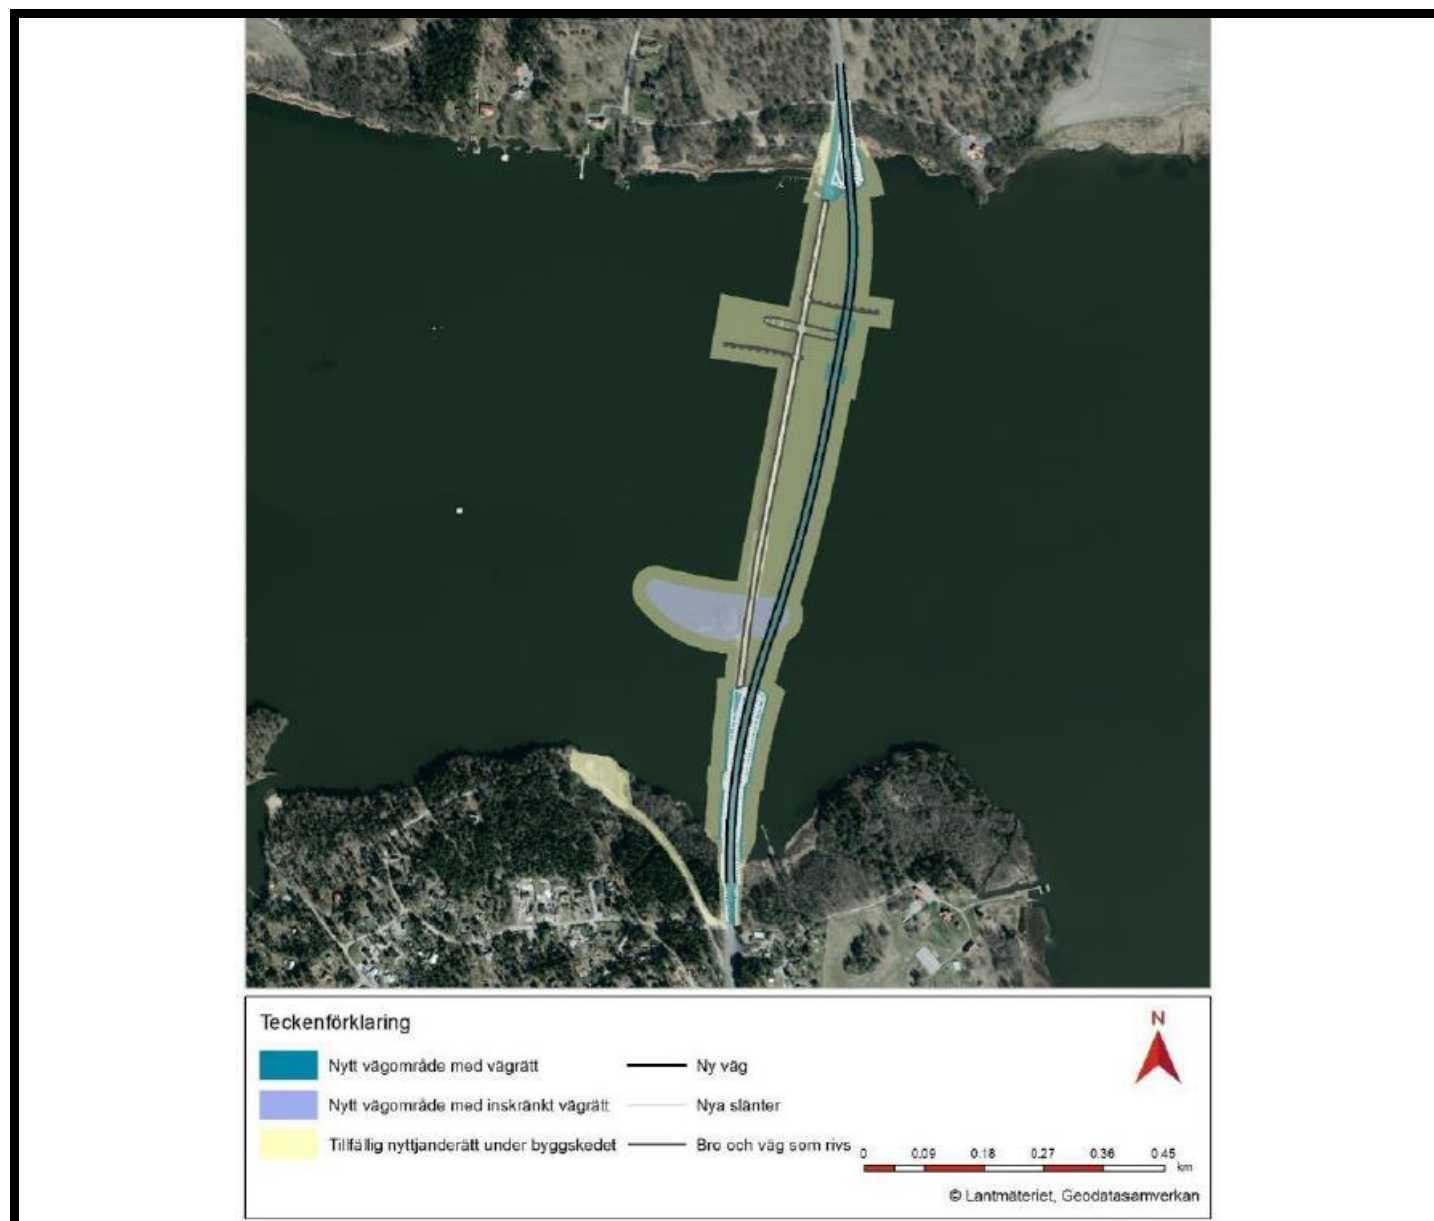 Teckenförklaring
N
Nytt vägområde med vägrätt
Ny väg
Nytt vägområde med inskränkt vägrätt
Nya slänter
Tillfällig nyttjanderätt under byggskedet
Bro och väg som rivs
0 0.09 0.18 0.27 0.36 0.45
km
© Lantmäteriet, Geodatasamverkan